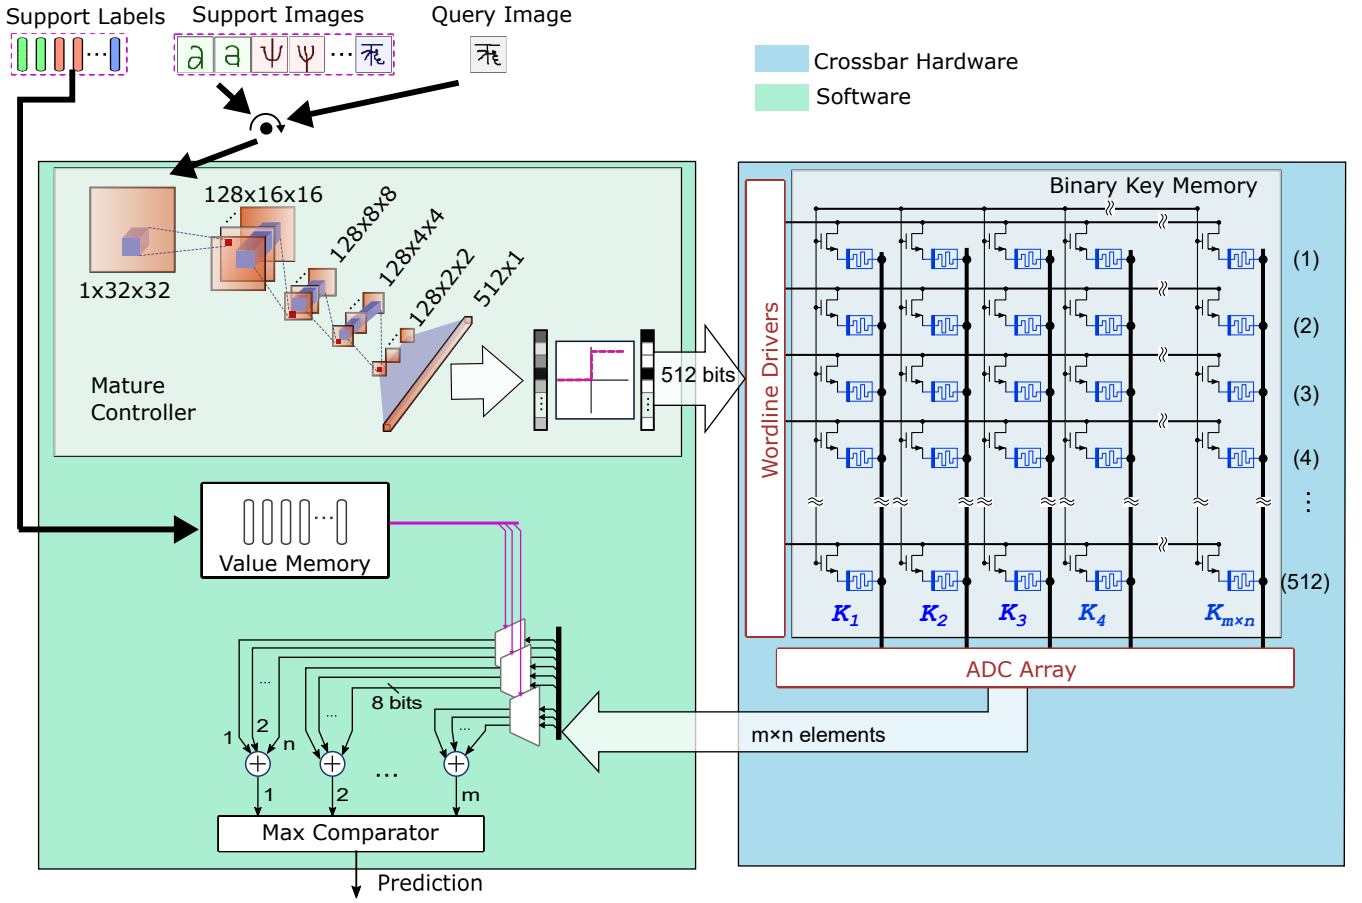 Support Labels
Support Images
Query Image
Crossbar Hardware
Software
1x32x32
128x16x16
128x8x8
128x4x4
128x2x2
512x1
Mature
Controller
512 bits
Wordline Drivers
Binary Key Memory
(1)
(2)
(3)
(4)
⋮
(512)
K1
K2
K3
K4
Km×n
ADC Array
m×n elements
Value Memory
8 bits
...
...
...
1
2
n
...
1
2
m
Max Comparator
Prediction